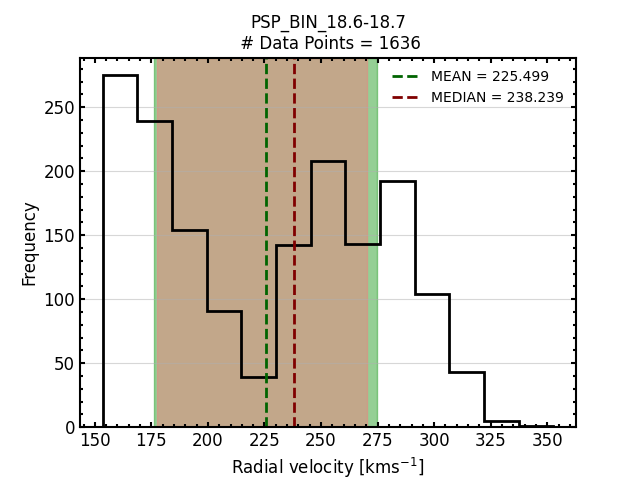 PSP_BIN_18.6-18.7
# Data Points = 1636
MEAN = 225.499
MEDIAN = 238.239
Frequency
250
200
150
100
50
0
150 175 200 225 250 275 300 325 350
Radial velocity [kms⁻¹]